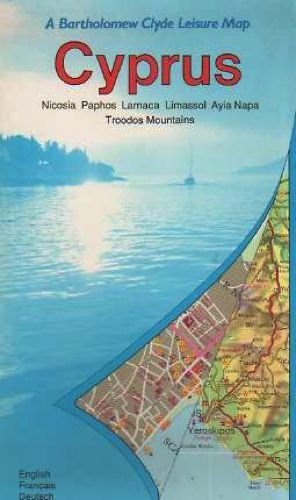 A Bartholomew Clyde Leisure Map
Cyprus
Nicosia Paphos Larnaca Limassol Ayia Napa
Troodos Mountains
Yeroskipos
English
Français
Deutsch